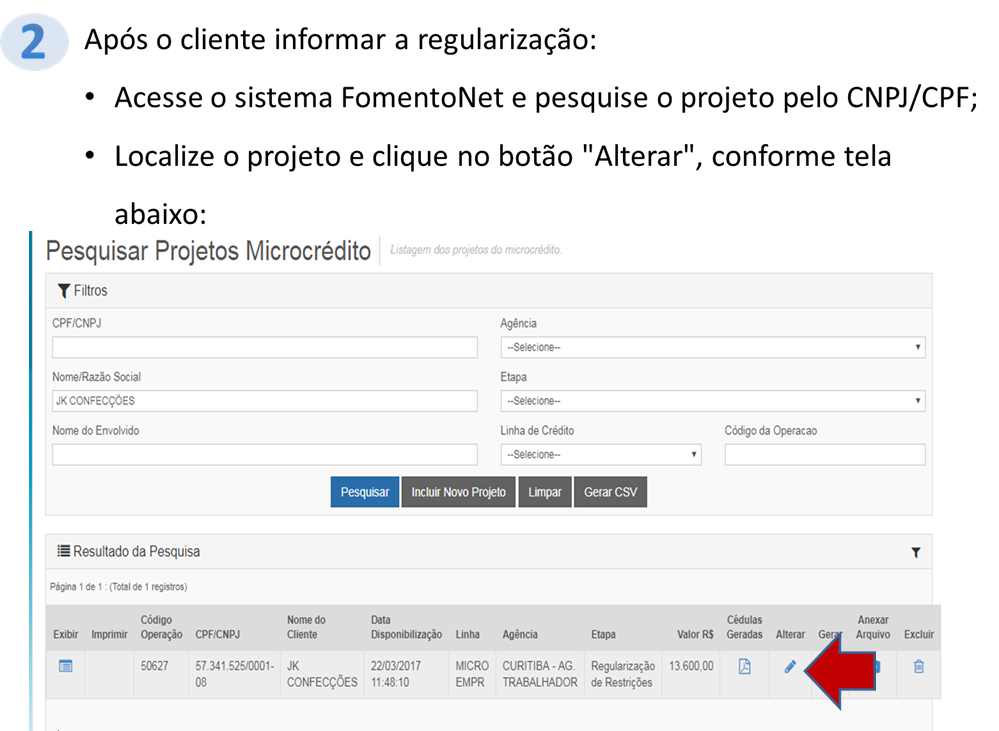 2
Após o cliente informar a regularização:
• Acesse o sistema FomentoNet e pesquise o projeto pelo CNPJ/CPF;
• Localize o projeto e clique no botão "Alterar", conforme tela
abaixo:
Pesquisar Projetos Microcrédito Listagem dos projetos do microcrédito.
Filtros
CPF/CNPJ Agência
--Selecione--
Nome/Razão Social Etapa
JK CONFECÇÕES --Selecione--
Nome do Envolvido Linha de Crédito Código da Operacao
--Selecione--
Pesquisar Incluir Novo Projeto Limpar Gerar CSV
Resultado da Pesquisa
Página 1 de 1 : (Total de 1 registros)
Código Nome do Data Cédulas Anexar
Exibir Imprimir Operação CPF/CNPJ Cliente Disponibilização Linha Agência Etapa Valor R$ Geradas Alterar Gerar Arquivo Excluir
50627 57.341.525/0001- JK 22/03/2017 MICRO CURITIBA - AG. Regularização 13.600,00
08 CONFECÇÕES 11:48:10 EMPR TRABALHADOR de Restrições